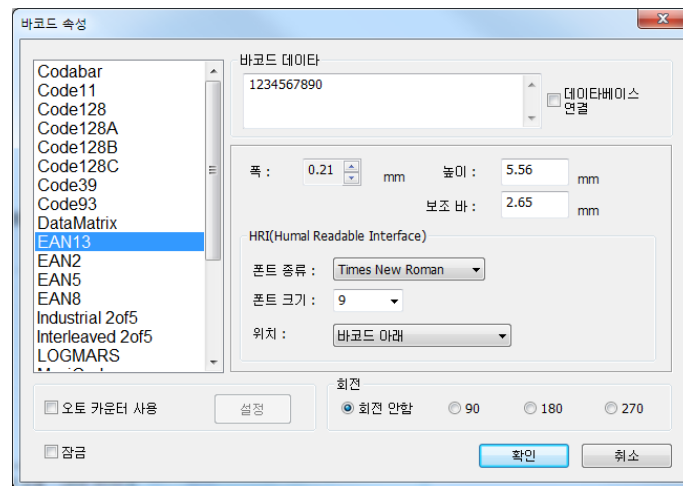 바코드 속성
Codabar
Code11
Code128
Code128A
Code128B
Code128C
Code39
Code93
DataMatrix
EAN13
EAN2
EAN5
EAN8
Industrial 2of5
Interleaved 2of5
LOGMARS
바코드 데이타
1234567890
데이타베이스
연결
폭 : 0.21 mm 높이 : 5.56 mm
보조 바 : 2.65 mm
HRI(Humal Readable Interface)
폰트 종류 : Times New Roman
폰트 크기 : 9
위치 : 바코드 아래
오토 카운터 사용 설정
회전
회전 안함 90 180 270
잠금
확인 취소